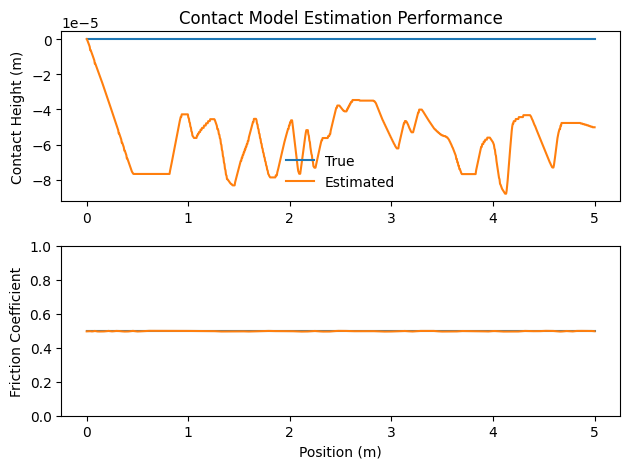 Contact Model Estimation Performance
1e−5
Contact Height (m)
0
−2
−4
−6
−8
True
Estimated
0 1 2 3 4 5
Friction Coefficient
1.0
0.8
0.6
0.4
0.2
0.0
0 1 2 3 4 5
Position (m)